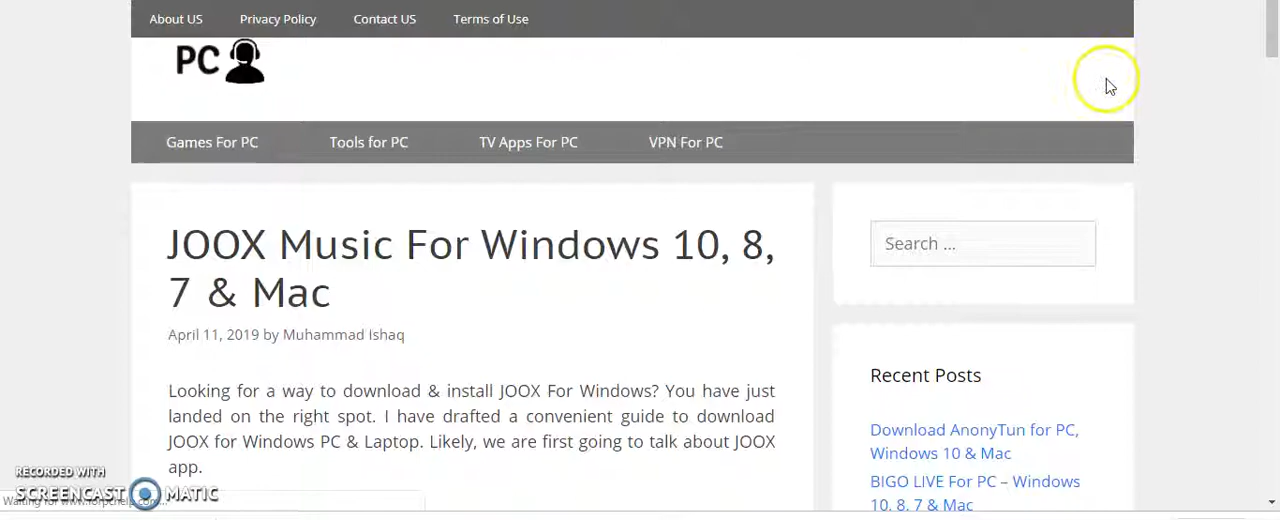 About US Privacy Policy Contact US Terms of Use
PC
Games For PC Tools for PC TV Apps For PC VPN For PC
JOOX Music For Windows 10, 8,
7 & Mac
April 11, 2019 by Muhammad Ishaq
Looking for a way to download & install JOOX For Windows? You have just
landed on the right spot. I have drafted a convenient guide to download
JOOX for Windows PC & Laptop. Likely, we are first going to talk about JOOX
app.
Search ...
Recent Posts
Download AnonyTun for PC,
Windows 10 & Mac
BIGO LIVE For PC – Windows
10, 8, 7 & Mac
RECORDED WITH
SCREENCAST MATIC
Waiting for www.forpchelp.com...